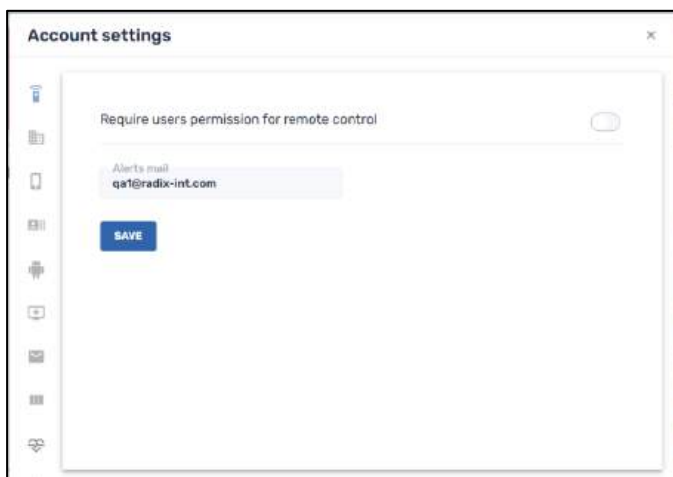 Account settings
Require users permission for remote control
Alerts mail
qa1@radix-int.com
SAVE